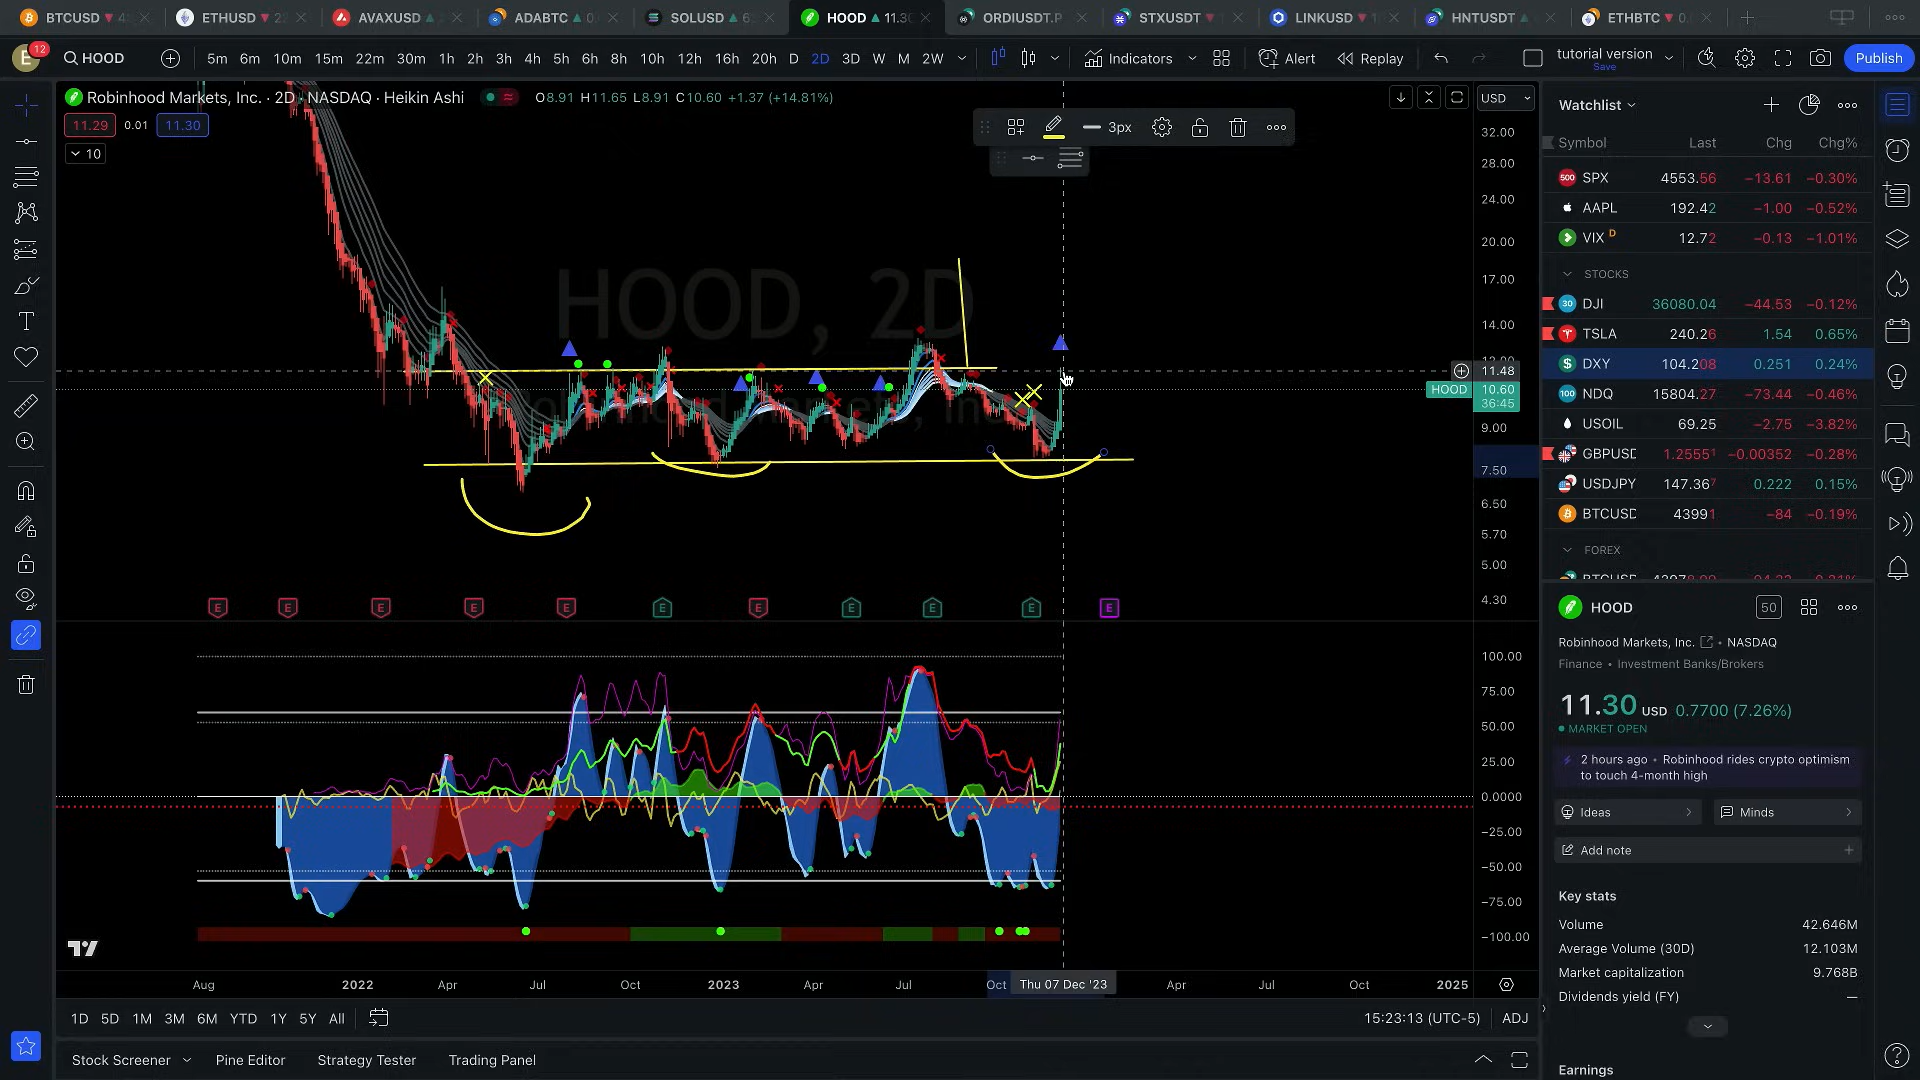 BTCUSD ▼ 4
ETHUSD ▼ 22
AVAXUSD ▲
ADABTC ▲ 0.
SOLUSD ▲ 6
HOOD ▲ 11.3
ORDIUSDT.P
STXUSDT ▼
LINKUSD ▼ 1
HNTUSDT ▲
ETHBTC ▼ 0.
E 12 HOOD 5m 6m 10m 15m 22m 30m 1h 2h 3h 4h 5h 6h 8h 10h 12h 16h 20h D 2D 3D W M 2W Indicators Alert Replay tutorial version Publish
Save
Robinhood Markets, Inc. · 2D · NASDAQ · Heikin Ashi O8.91 H11.65 L8.91 C10.60 +1.37 (+14.81%) USD
11.29 0.01 11.30 3px
10
HOOD, 2D
32.00
28.00
24.00
20.00
17.00
14.00
11.48
HOOD 10.60
36:45
9.00
7.50
6.50
5.70
5.00
4.30
E E E E E E E E E E E
100.00
75.00
50.00
25.00
0.0000
−25.00
−50.00
−75.00
−100.00
Aug 2022 Apr Jul Oct 2023 Apr Jul Oct Thu 07 Dec '23 Apr Jul Oct 2025
1D 5D 1M 3M 6M YTD 1Y 5Y All 15:23:13 (UTC-5) ADJ
Stock Screener Pine Editor Strategy Tester Trading Panel
Watchlist
Symbol Last Chg Chg%
SPX 4553.56 −13.61 −0.30%
AAPL 192.42 −1.00 −0.52%
VIX D 12.72 −0.13 −1.01%
STOCKS
DJI 36080.04 −44.53 −0.12%
TSLA 240.26 1.54 0.65%
DXY 104.208 0.251 0.24%
NDQ 15804.27 −73.44 −0.46%
USOIL 69.25 −2.75 −3.82%
GBPUSD 1.25551 −0.00352 −0.28%
USDJPY 147.367 0.222 0.15%
BTCUSD 43991 −84 −0.19%
FOREX
HOOD 50
Robinhood Markets, Inc. • NASDAQ
Finance • Investment Banks/Brokers
11.30 USD 0.7700 (7.26%)
MARKET OPEN
2 hours ago • Robinhood rides crypto optimism
to touch 4-month high
Ideas Minds
Add note
Key stats
Volume 42.646M
Average Volume (30D) 12.103M
Market capitalization 9.768B
Dividends yield (FY) —
Earnings